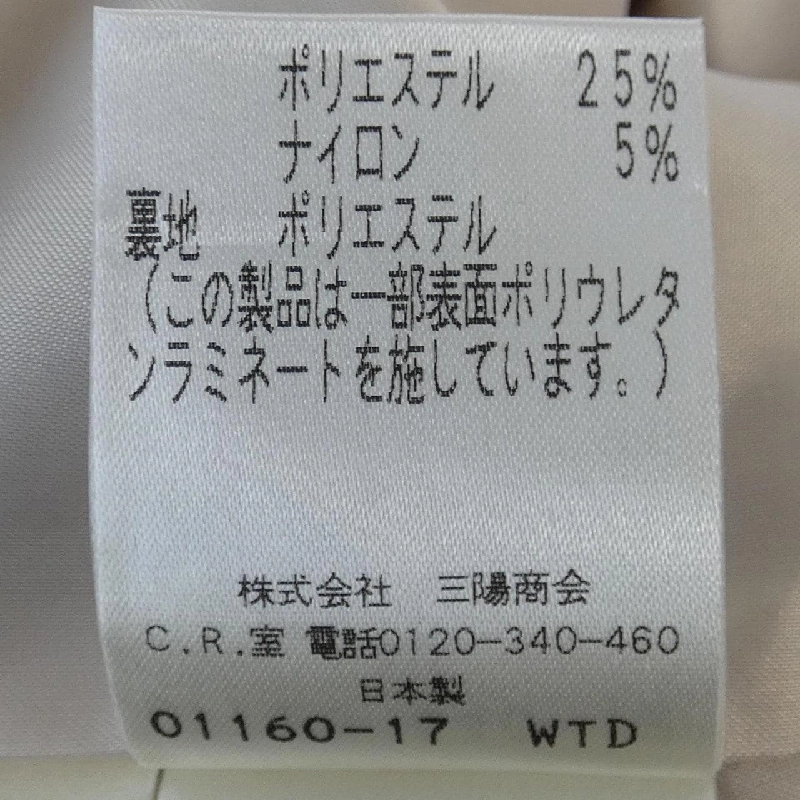 ポリエステル 25%
ナイロン 5%
裏地 ポリエステル
(この製品は一部表面ポリウレタ
ンラミネートを施しています。)
株式会社 三陽商会
C.R.室 電話0120-340-460
日本製
01160-17 WTD